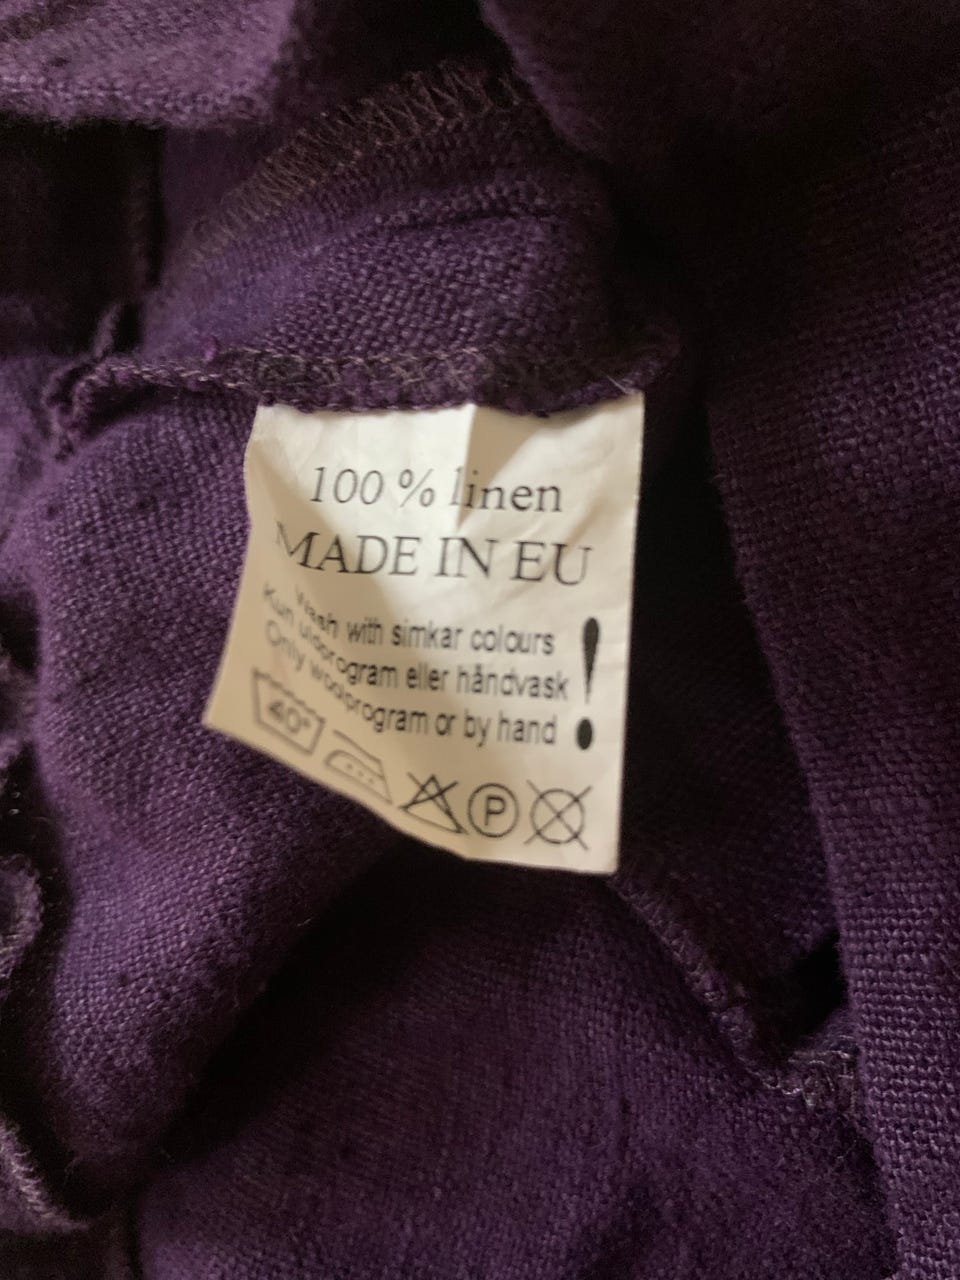 100 % linen
MADE IN EU
Wash with simkar colours
Kun uldprogram eller håndvask
Only woolprogram or by hand
!
40°
P